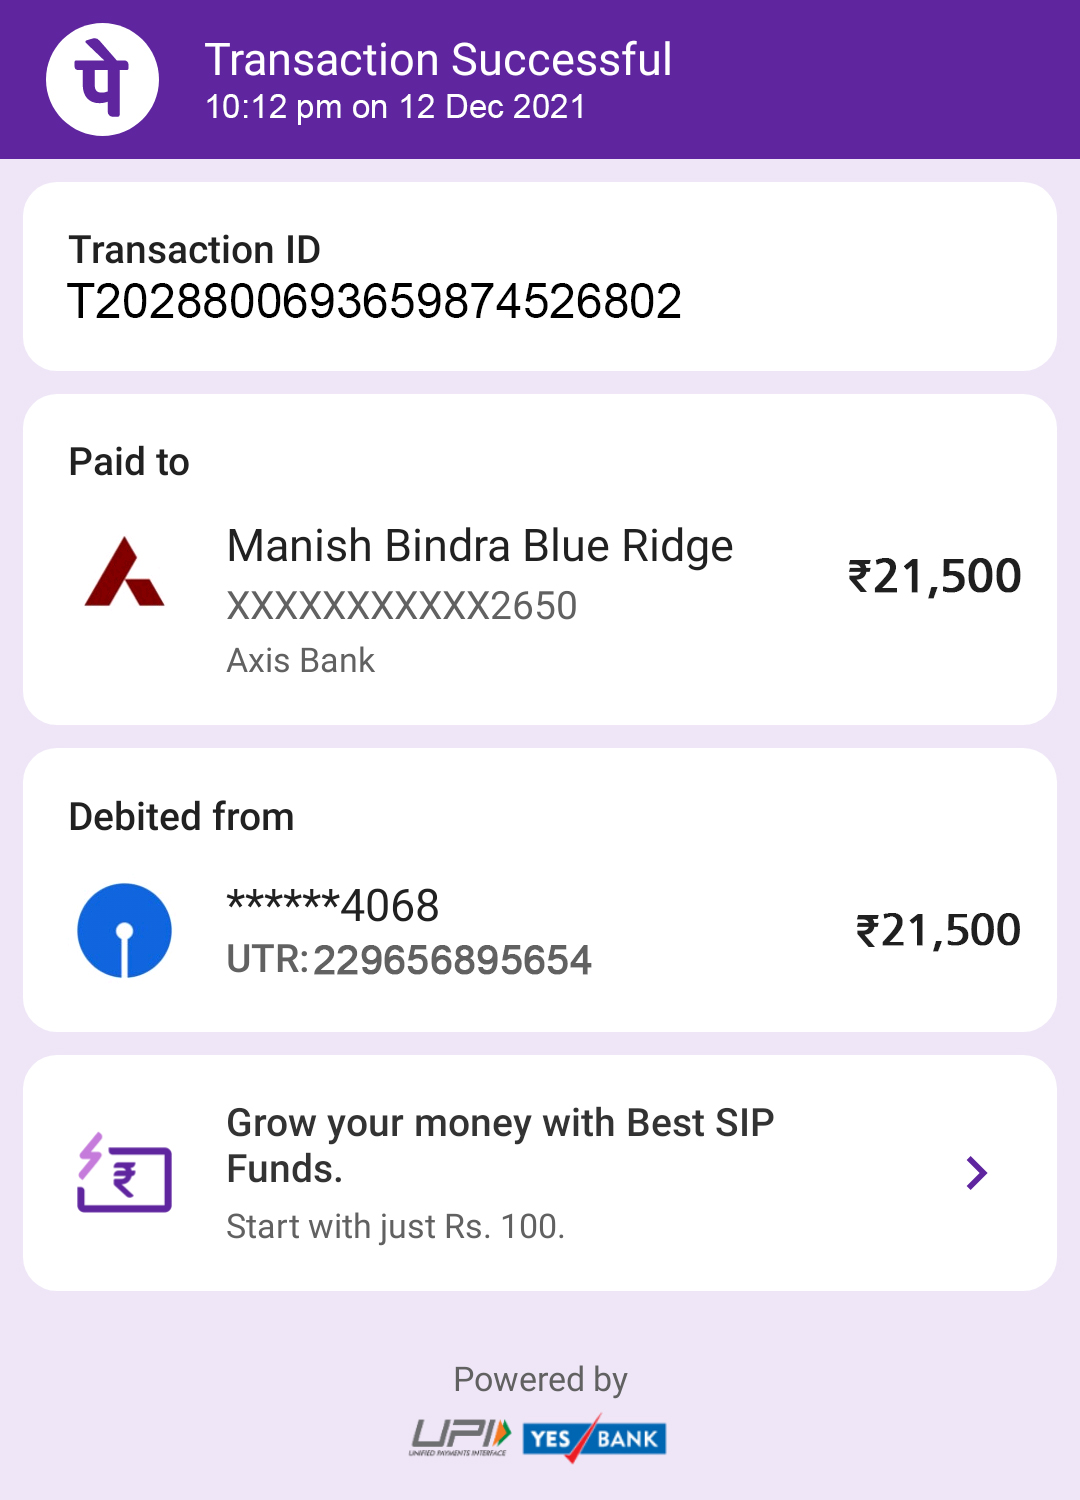 पे
Transaction Successful
10:12 pm on 12 Dec 2021
Transaction ID
T2028800693659874526802
Paid to
Manish Bindra Blue Ridge
XXXXXXXXXXX2650
Axis Bank
₹21,500
Debited from
******4068
UTR:229656895654
₹21,500
Grow your money with Best SIP
Funds.
Start with just Rs. 100.
₹
Powered by
UPI
UNIFIED PAYMENTS INTERFACE
YES BANK